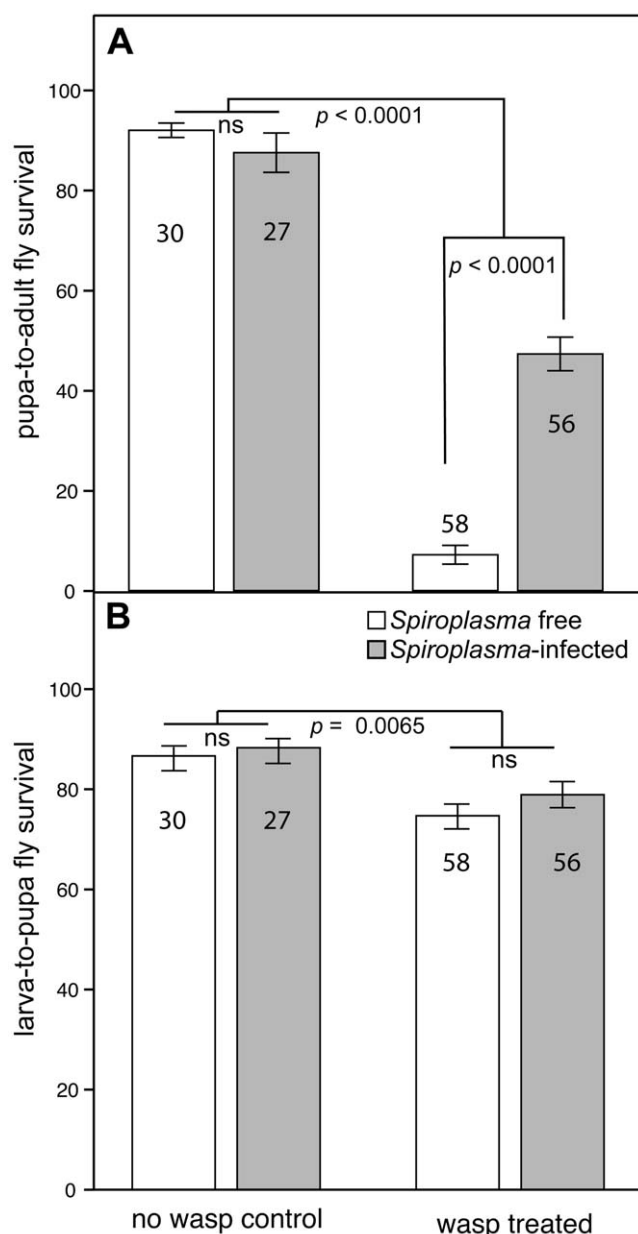 A
pupa-to-adult fly survival
100
80
60
40
20
0
ns
p < 0.0001
p < 0.0001
30
27
58
56
B
Spiroplasma free
Spiroplasma-infected
larva-to-pupa fly survival
100
80
60
40
20
0
ns
p = 0.0065
ns
30
27
58
56
no wasp control
wasp treated